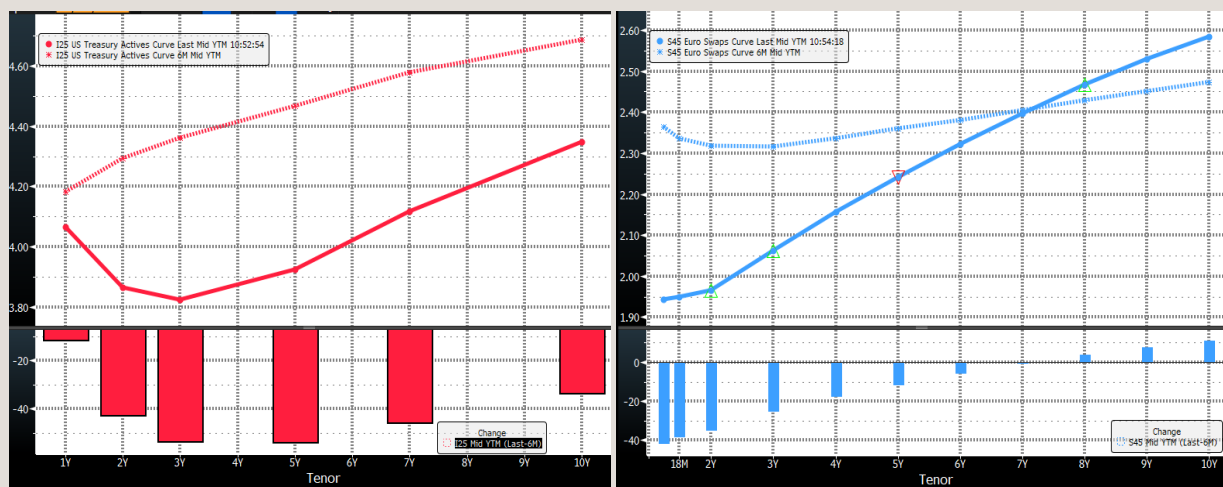 I25 US Treasury Actives Curve Last Mid YTM 10:52:54
I25 US Treasury Actives Curve 6M Mid YTM
4.60
4.40
4.20
4.00
3.80
-20
-40
Change
I25 Mid YTM (Last-6M)
1Y 2Y 3Y 4Y 5Y 6Y 7Y 8Y 9Y 10Y
Tenor
S45 Euro Swaps Curve Last Mid YTM 10:54:18
S45 Euro Swaps Curve 6M Mid YTM
2.60
2.50
2.40
2.30
2.20
2.10
2.00
1.90
0
-20
-40
Change
S45 Mid YTM (Last-6M)
18M 2Y 3Y 4Y 5Y 6Y 7Y 8Y 9Y 10Y
Tenor